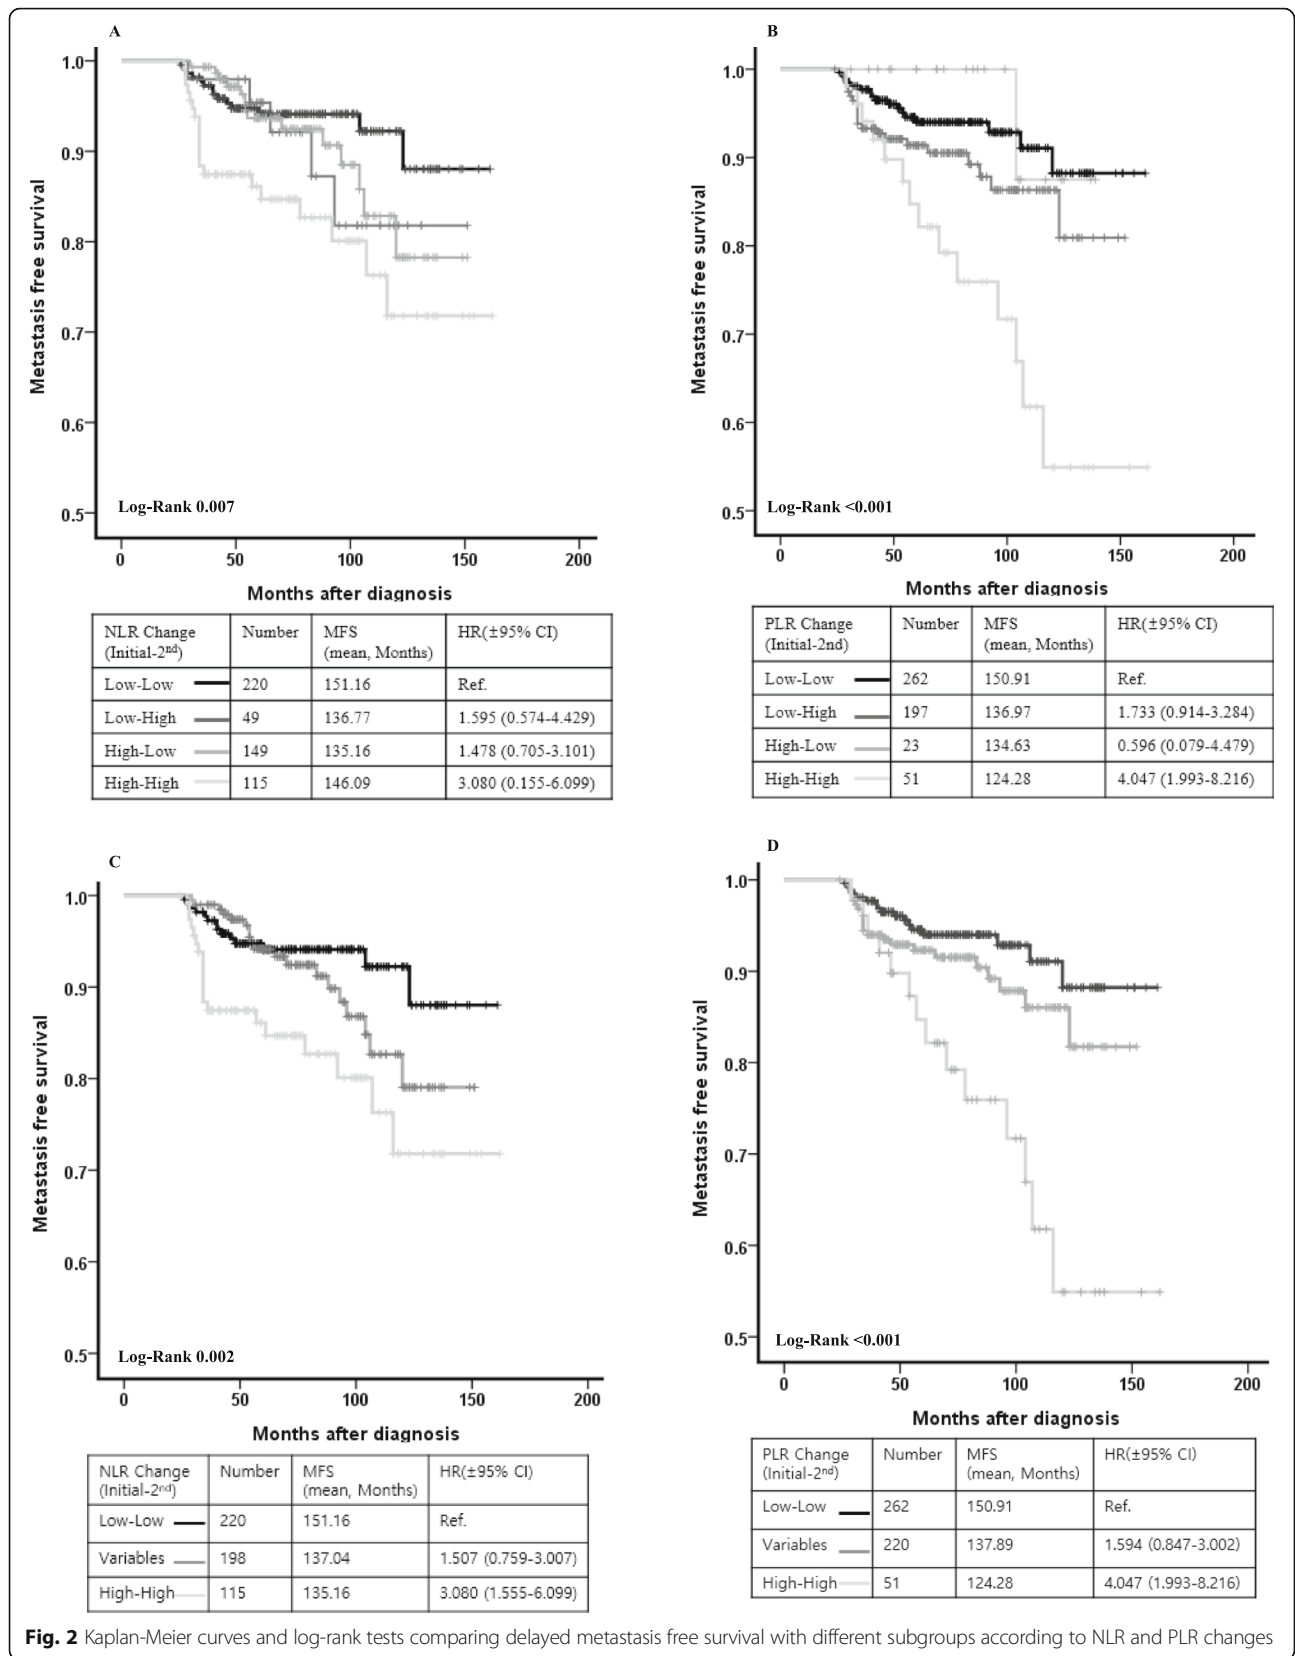 A
Metastasis free survival
1.0
0.9
0.8
0.7
0.6
0.5
Log-Rank 0.007
0 50 100 150 200
Months after diagnosis
NLR Change (Initial-2nd) Number MFS (mean, Months) HR(±95% CI)
Low-Low 220 151.16 Ref.
Low-High 49 136.77 1.595 (0.574-4.429)
High-Low 149 135.16 1.478 (0.705-3.101)
High-High 115 146.09 3.080 (0.155-6.099)
B
Metastasis free survival
1.0
0.9
0.8
0.7
0.6
0.5
Log-Rank <0.001
0 50 100 150 200
Months after diagnosis
PLR Change (Initial-2nd) Number MFS (mean, Months) HR(±95% CI)
Low-Low 262 150.91 Ref.
Low-High 197 136.97 1.733 (0.914-3.284)
High-Low 23 134.63 0.596 (0.079-4.479)
High-High 51 124.28 4.047 (1.993-8.216)
C
Metastasis free survival
1.0
0.9
0.8
0.7
0.6
0.5
Log-Rank 0.002
0 50 100 150 200
Months after diagnosis
NLR Change (Initial-2nd) Number MFS (mean, Months) HR(±95% CI)
Low-Low 220 151.16 Ref.
Variables 198 137.04 1.507 (0.759-3.007)
High-High 115 135.16 3.080 (1.555-6.099)
D
Metastasis free survival
1.0
0.9
0.8
0.7
0.6
0.5
Log-Rank <0.001
0 50 100 150 200
Months after diagnosis
PLR Change (Initial-2nd) Number MFS (mean, Months) HR(±95% CI)
Low-Low 262 150.91 Ref.
Variables 220 137.89 1.594 (0.847-3.002)
High-High 51 124.28 4.047 (1.993-8.216)
Fig. 2 Kaplan-Meier curves and log-rank tests comparing delayed metastasis free survival with different subgroups according to NLR and PLR changes